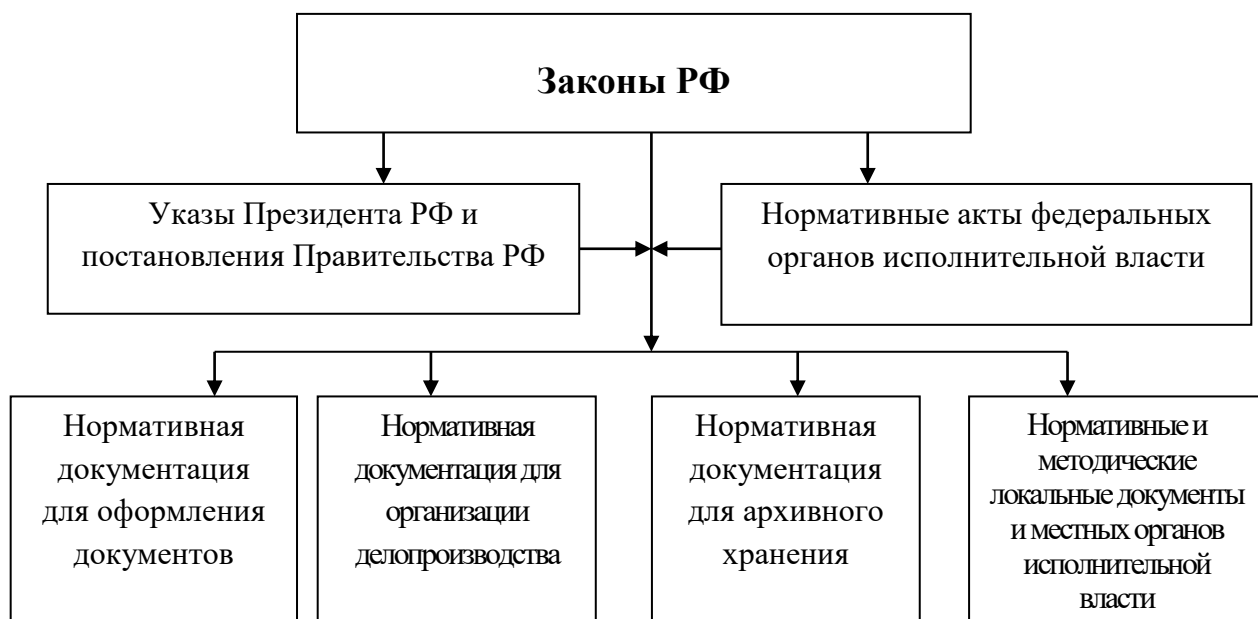 Законы РФ
Указы Президента РФ и
постановления Правительства РФ
Нормативные акты федеральных
органов исполнительной власти
Нормативная
документация
для оформления
документов
Нормативная
документация для
организации
делопроизводства
Нормативная
документация
для архивного
хранения
Нормативные и
методические
локальные документы
и местных органов
исполнительной
власти